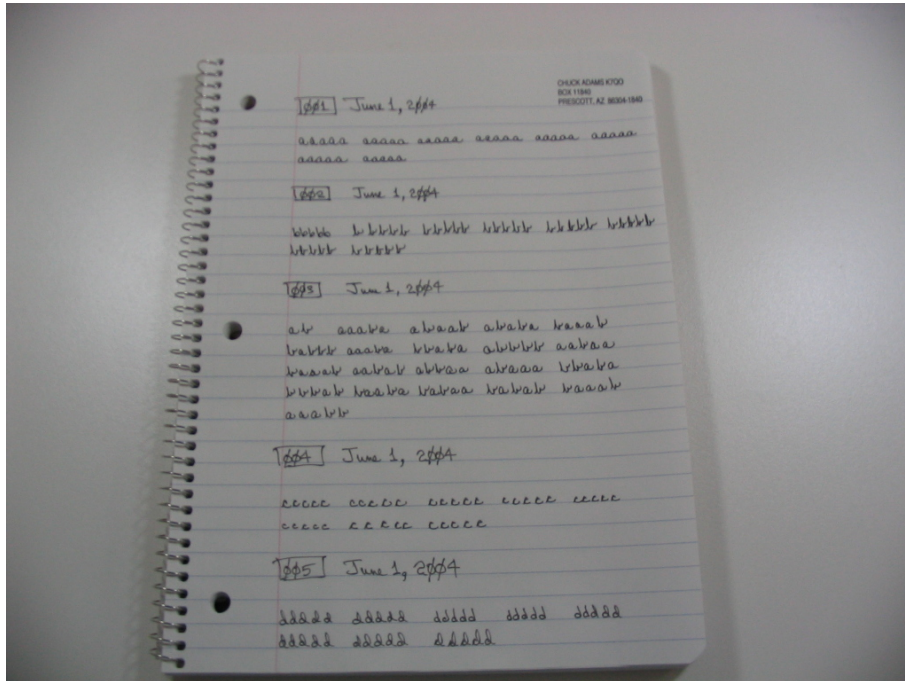 CHUCK ADAMS K7QO
BOX 11840
PRESCOTT, AZ 86304-1840
ØØ1 June 1, 2ØØ4
aaaaa aaaaa aaaaa aaaaa aaaaa aaaaa
aaaaa aaaaa
ØØ2 June 1, 2ØØ4
bbbbb bbbbb bbbbb bbbbb bbbbb bbbbb
bbbbb bbbbb
ØØ3 June 1, 2ØØ4
ab aaaba abaab ababa baaab
babbb aaaba bbaba abbbb aabaa
baaab aabab abbaa abaaa bbaba
bbbab baaba babaa babab baaab
aaabb
ØØ4 June 1, 2ØØ4
ccccc ccccc ccccc ccccc ccccc
ccccc ccccc ccccc
ØØ5 June 1, 2ØØ4
ddddd ddddd ddddd ddddd ddddd
ddddd ddddd ddddd